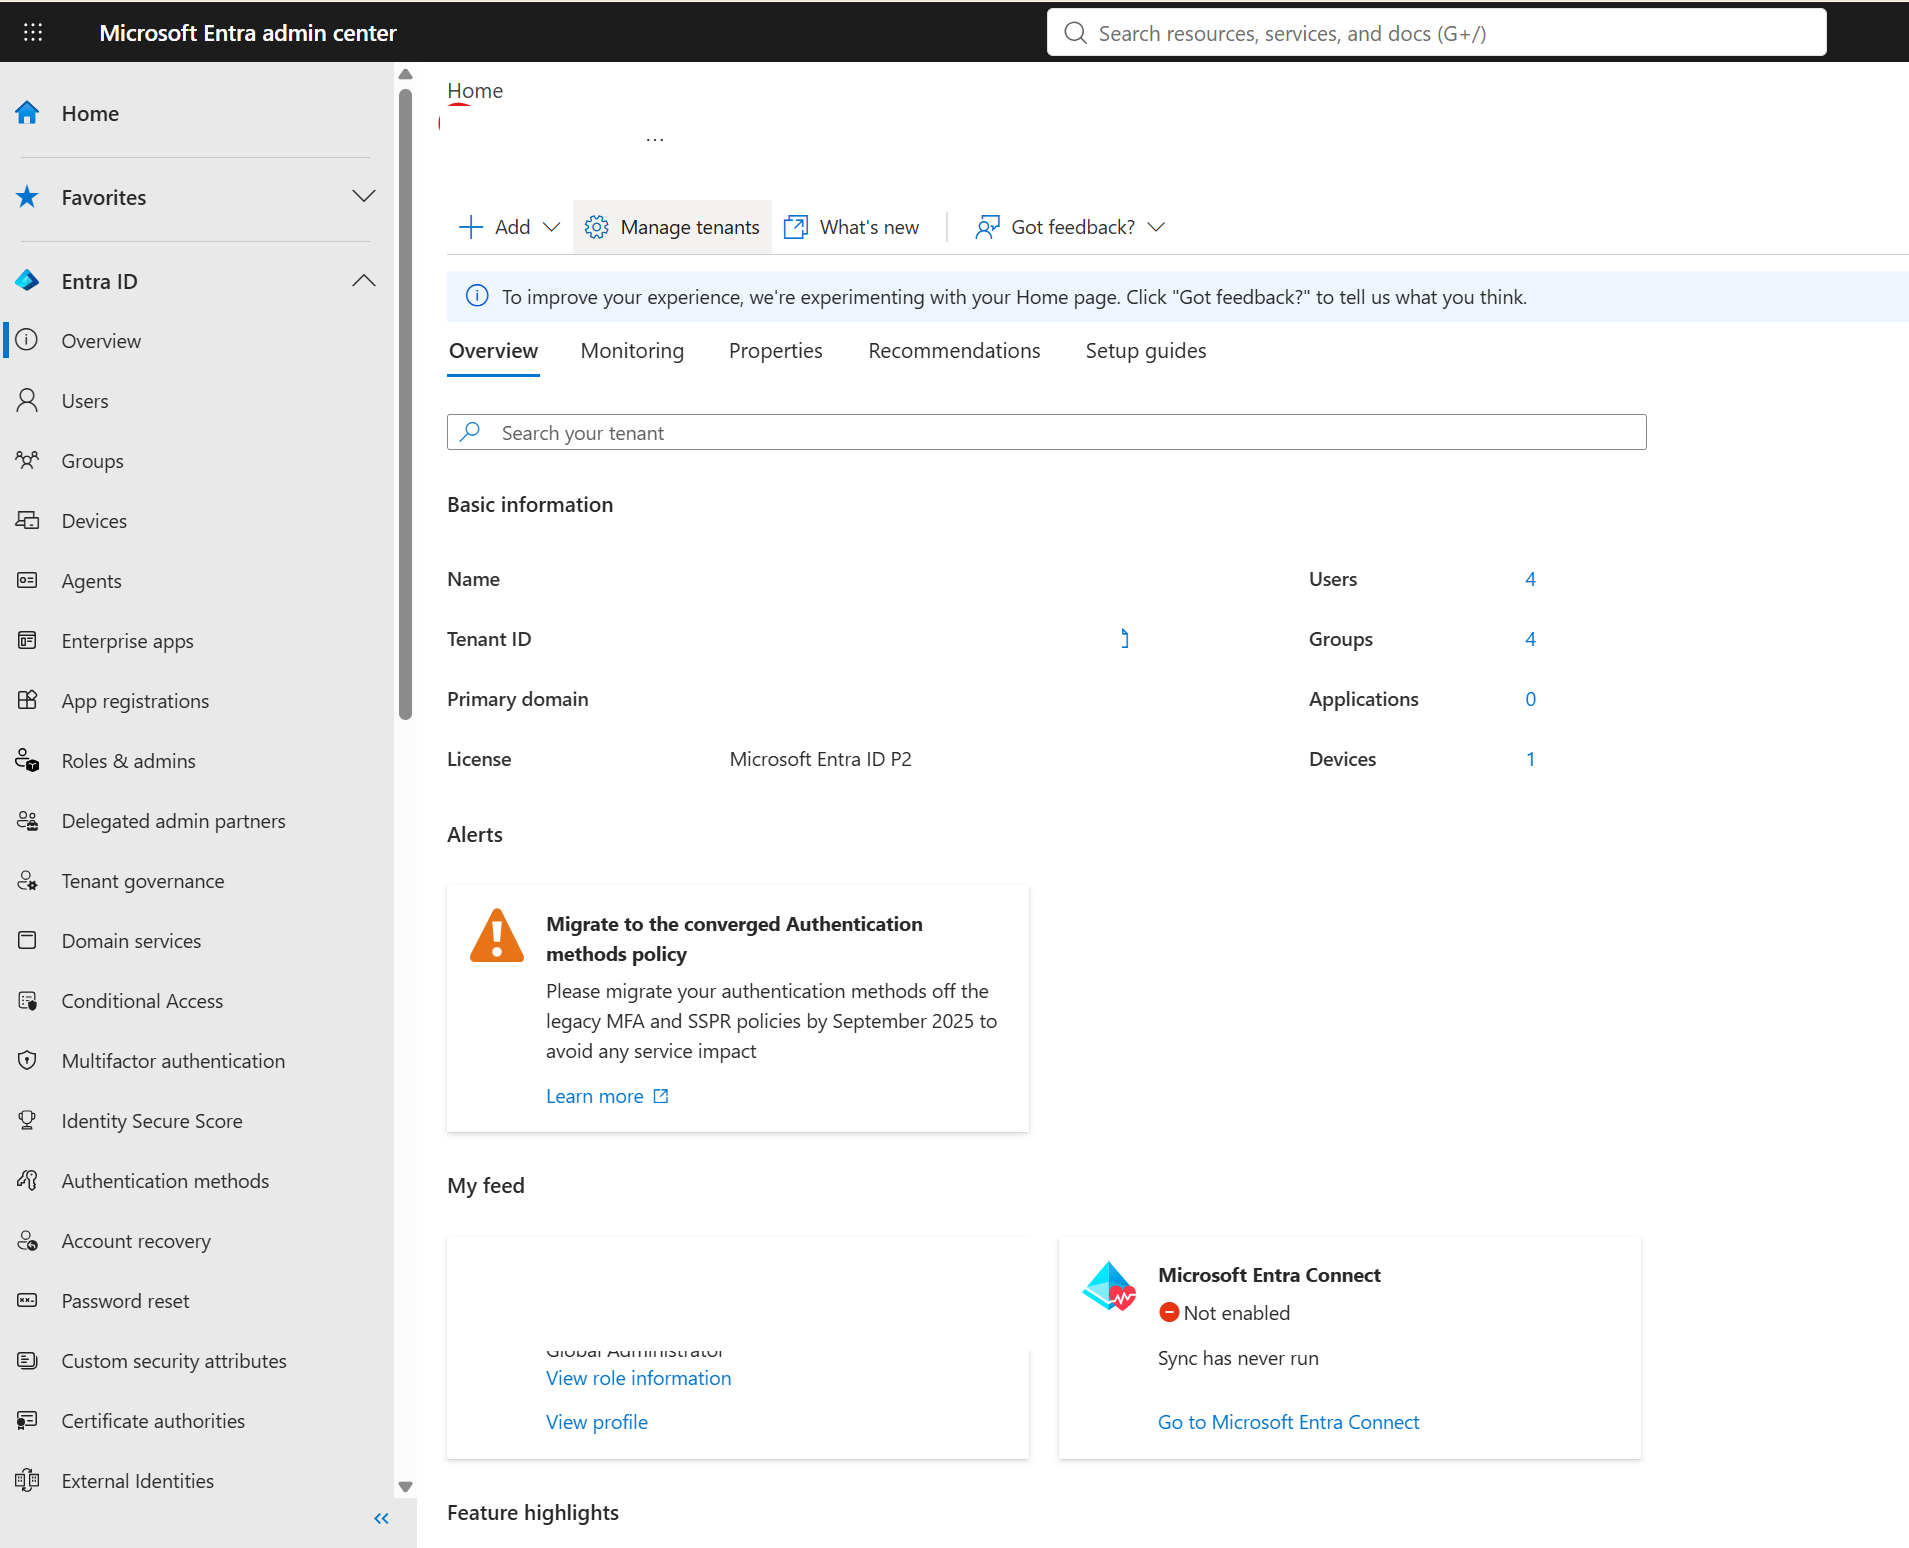 Microsoft Entra admin center
Search resources, services, and docs (G+/)
Home
Favorites
Entra ID
Overview
Users
Groups
Devices
Agents
Enterprise apps
App registrations
Roles & admins
Delegated admin partners
Tenant governance
Domain services
Conditional Access
Multifactor authentication
Identity Secure Score
Authentication methods
Account recovery
Password reset
Custom security attributes
Certificate authorities
External Identities
Home
...
Add
Manage tenants
What's new
Got feedback?
To improve your experience, we're experimenting with your Home page. Click "Got feedback?" to tell us what you think.
Overview
Monitoring
Properties
Recommendations
Setup guides
Search your tenant
Basic information
Name
Tenant ID
Primary domain
License Microsoft Entra ID P2
Users 4
Groups 4
Applications 0
Devices 1
Alerts
Migrate to the converged Authentication
methods policy
Please migrate your authentication methods off the
legacy MFA and SSPR policies by September 2025 to
avoid any service impact
Learn more
My feed
Global Administrator
View role information
View profile
Microsoft Entra Connect
Not enabled
Sync has never run
Go to Microsoft Entra Connect
Feature highlights